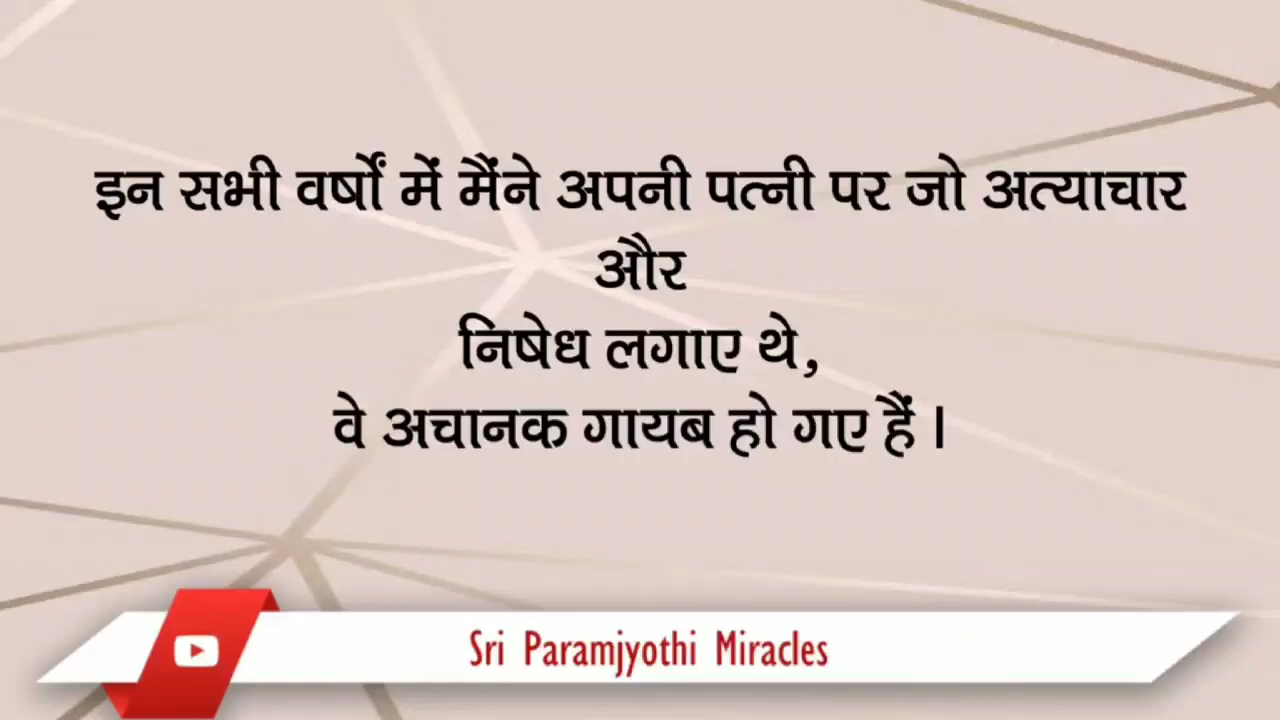 इन सभी वर्षों में मैंने अपनी पत्नी पर जो अत्याचार
और
निषेध लगाए थे,
वे अचानक गायब हो गए हैं।
Sri Paramjyothi Miracles